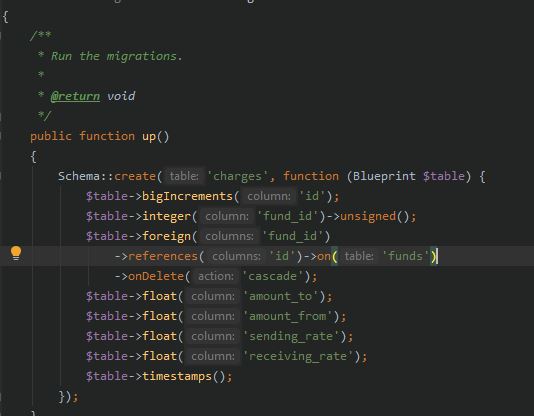 {
/**
* Run the migrations.
*
* @return void
*/
public function up()
{
Schema::create( table: 'charges', function (Blueprint $table) {
$table->bigIncrements( column: 'id');
$table->integer( column: 'fund_id')->unsigned();
$table->foreign( columns: 'fund_id')
->references( columns: 'id')->on( table: 'funds')
->onDelete( action: 'cascade');
$table->float( column: 'amount_to');
$table->float( column: 'amount_from');
$table->float( column: 'sending_rate');
$table->float( column: 'receiving_rate');
$table->timestamps();
});
}